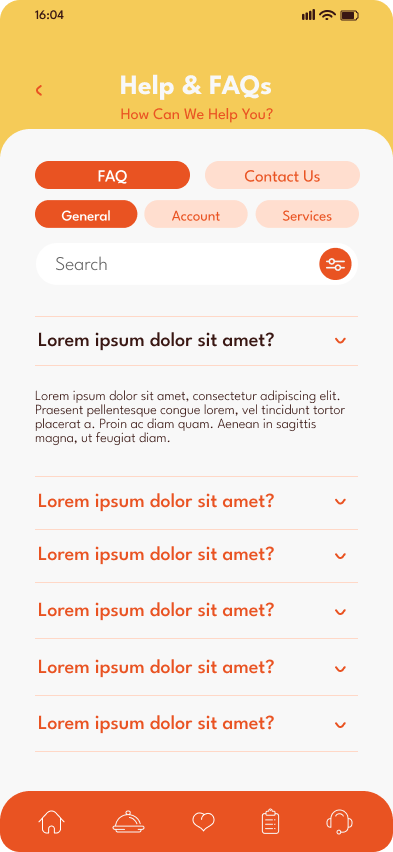 16:04
Help & FAQs
How Can We Help You?
FAQ
Contact Us
General
Account
Services
Search
Lorem ipsum dolor sit amet?
Lorem ipsum dolor sit amet, consectetur adipiscing elit.
Praesent pellentesque congue lorem, vel tincidunt tortor
placerat a. Proin ac diam quam. Aenean in sagittis
magna, ut feugiat diam.
Lorem ipsum dolor sit amet?
Lorem ipsum dolor sit amet?
Lorem ipsum dolor sit amet?
Lorem ipsum dolor sit amet?
Lorem ipsum dolor sit amet?